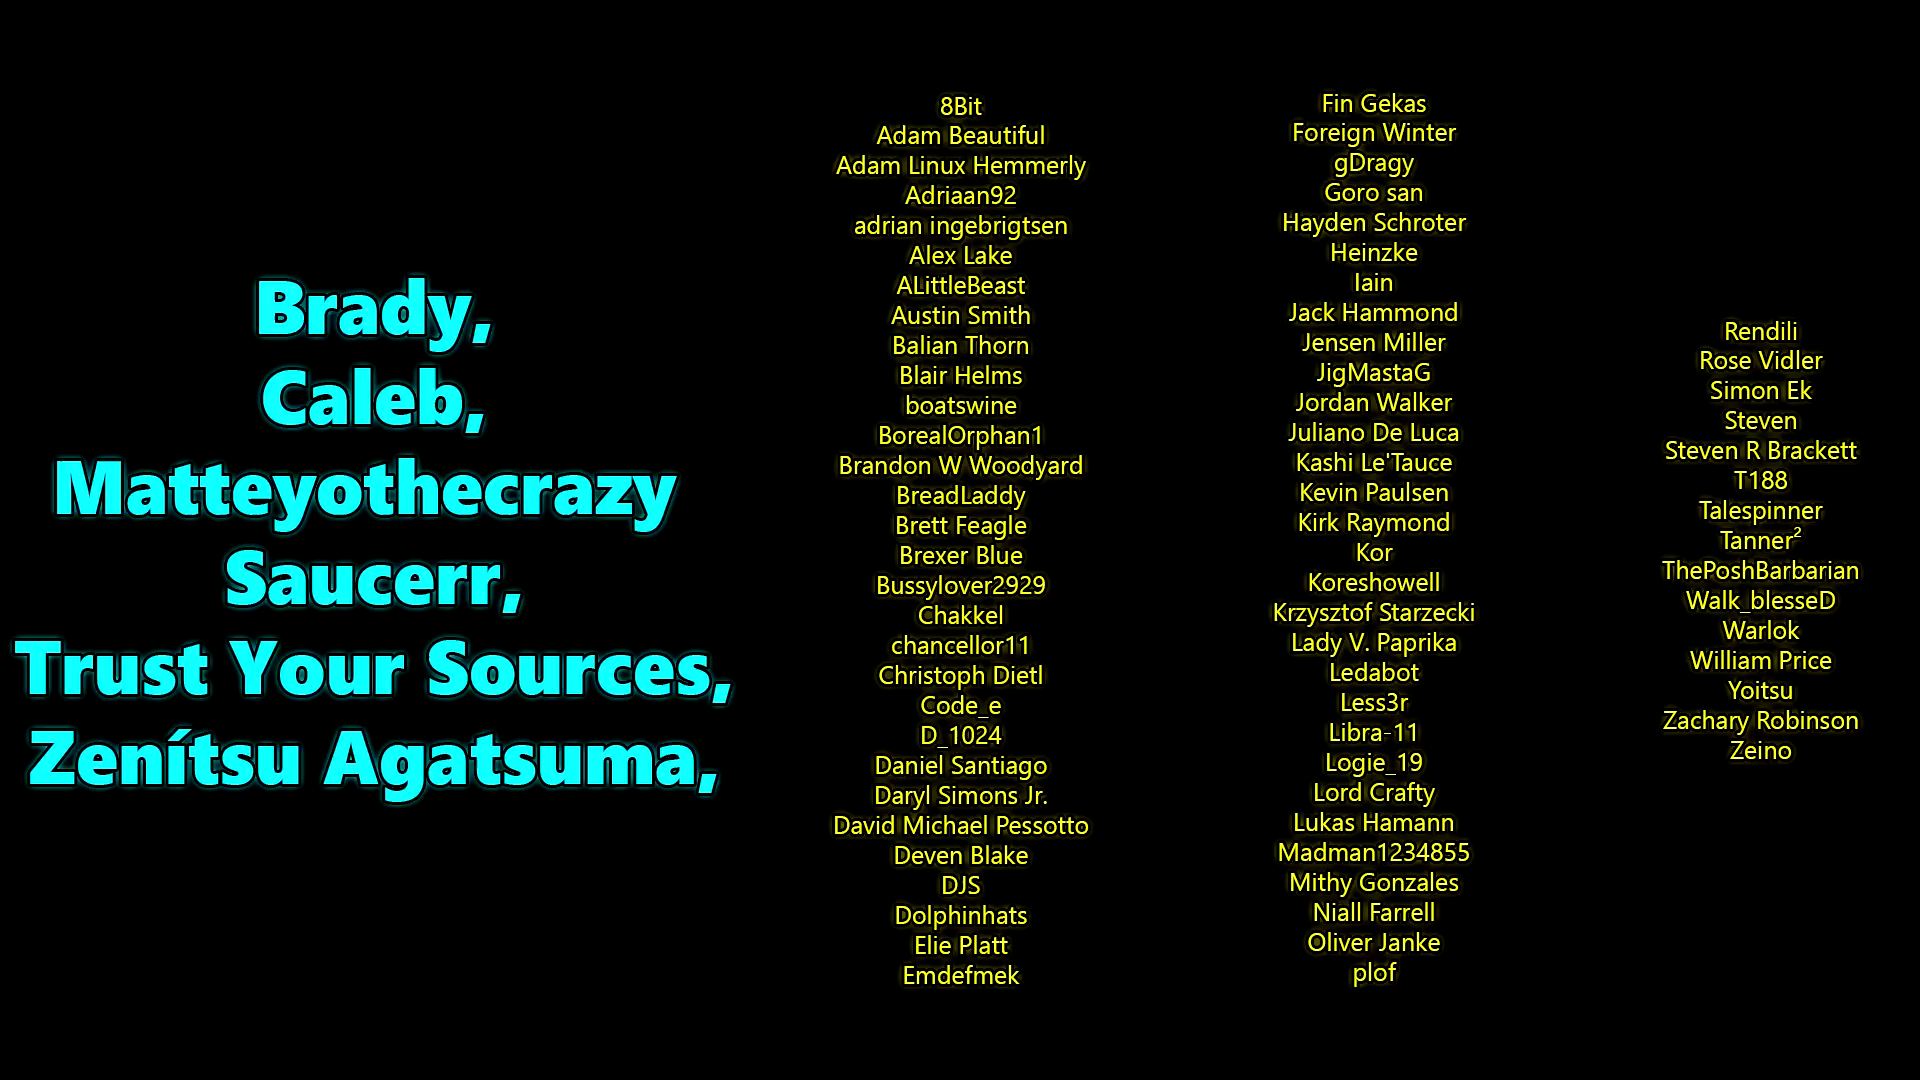 Brady,
Caleb,
Matteyothecrazy
Saucerr,
Trust Your Sources,
Zenítsu Agatsuma,
8Bit
Adam Beautiful
Adam Linux Hemmerly
Adriaan92
adrian ingebrigtsen
Alex Lake
ALittleBeast
Austin Smith
Balian Thorn
Blair Helms
boatswine
BorealOrphan1
Brandon W Woodyard
BreadLaddy
Brett Feagle
Brexer Blue
Bussylover2929
Chakkel
chancellor11
Christoph Dietl
Code_e
D_1024
Daniel Santiago
Daryl Simons Jr.
David Michael Pessotto
Deven Blake
DJS
Dolphinhats
Elie Platt
Emdefmek
Fin Gekas
Foreign Winter
gDragy
Goro san
Hayden Schroter
Heinzke
Iain
Jack Hammond
Jensen Miller
JigMastaG
Jordan Walker
Juliano De Luca
Kashi Le'Tauce
Kevin Paulsen
Kirk Raymond
Kor
Koreshowell
Krzysztof Starzecki
Lady V. Paprika
Ledabot
Less3r
Libra-11
Logie_19
Lord Crafty
Lukas Hamann
Madman1234855
Mithy Gonzales
Niall Farrell
Oliver Janke
plof
Rendili
Rose Vidler
Simon Ek
Steven
Steven R Brackett
T188
Talespinner
Tanner²
ThePoshBarbarian
Walk_blesseD
Warlok
William Price
Yoitsu
Zachary Robinson
Zeino